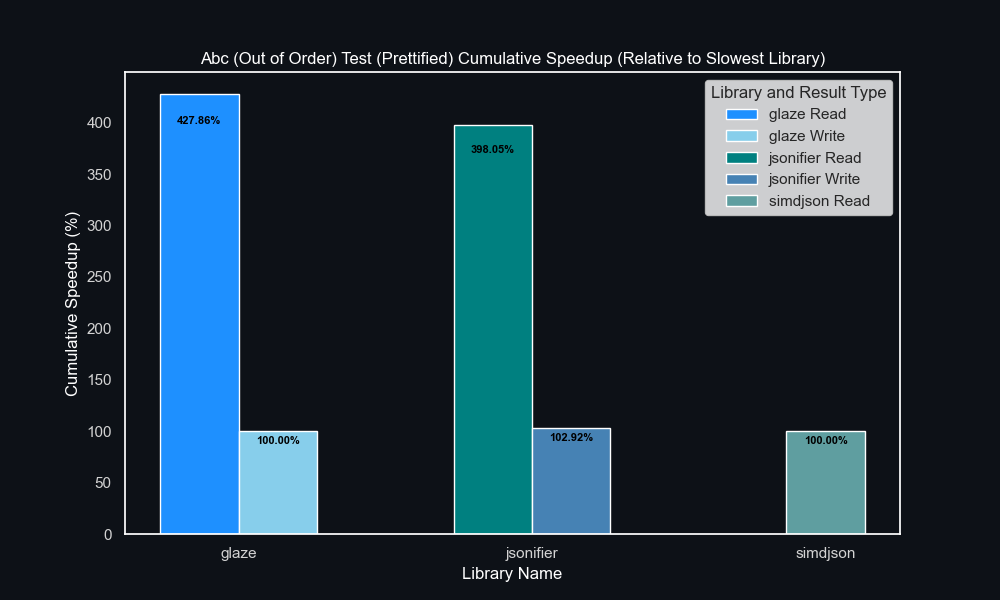 Abc (Out of Order) Test (Prettified) Cumulative Speedup (Relative to Slowest Library)
Library and Result Type
glaze Read
glaze Write
jsonifier Read
jsonifier Write
simdjson Read
Cumulative Speedup (%)
400
350
300
250
200
150
100
50
0
427.86%
100.00%
398.05%
102.92%
100.00%
glaze
jsonifier
simdjson
Library Name